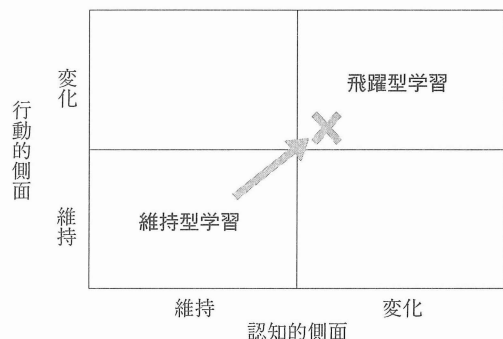 行動的側面
変化
維持
飛躍型学習
維持型学習
維持
変化
認知的側面